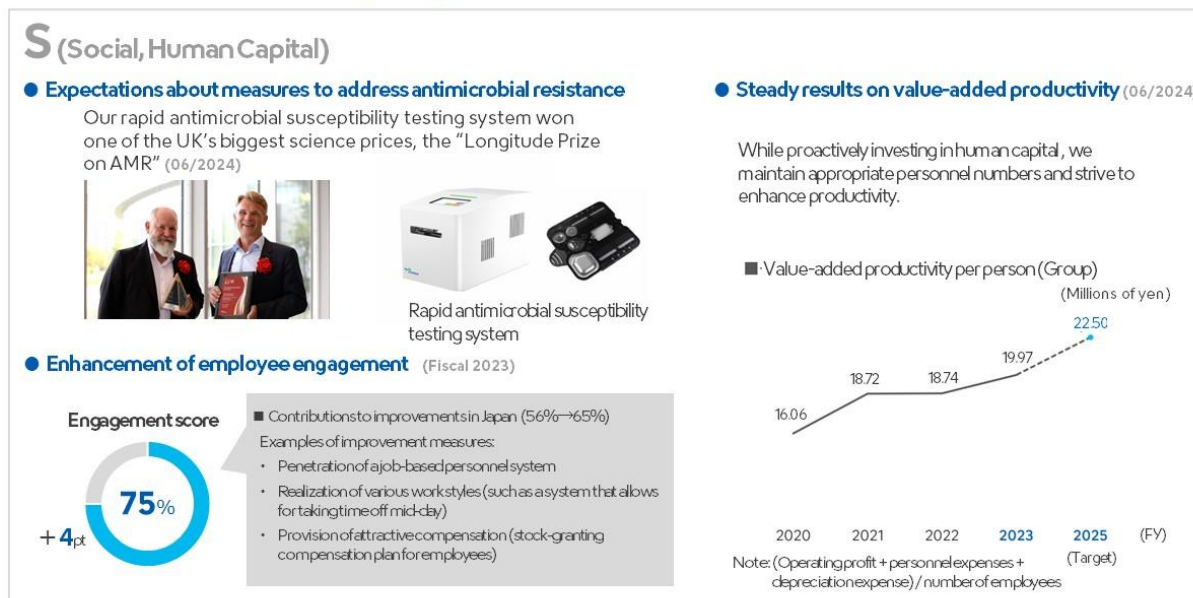 S (Social, Human Capital)
● Expectations about measures to address antimicrobial resistance
Our rapid antimicrobial susceptibility testing system won
one of the UK's biggest science prices, the "Longitude Prize
on AMR" (06/2024)
Rapid antimicrobial susceptibility
testing system
● Enhancement of employee engagement (Fiscal 2023)
Engagement score
75%
+4pt
■ Contributions to improvements in Japan (56%→65%)
Examples of improvement measures:
・ Penetration of a job-based personnel system
・ Realization of various work styles (such as a system that allows
for taking time off mid-day)
・ Provision of attractive compensation (stock-granting
compensation plan for employees)
● Steady results on value-added productivity (06/2024
While proactively investing in human capital, we
maintain appropriate personnel numbers and strive to
enhance productivity.
■ Value-added productivity per person (Group)
(Millions of yen)
16.06
18.72
18.74
19.97
22.50
2020 2021 2022 2023 2025 (FY)
(Target)
Note: (Operating profit + personnel expenses +
depreciation expense) / number of employees